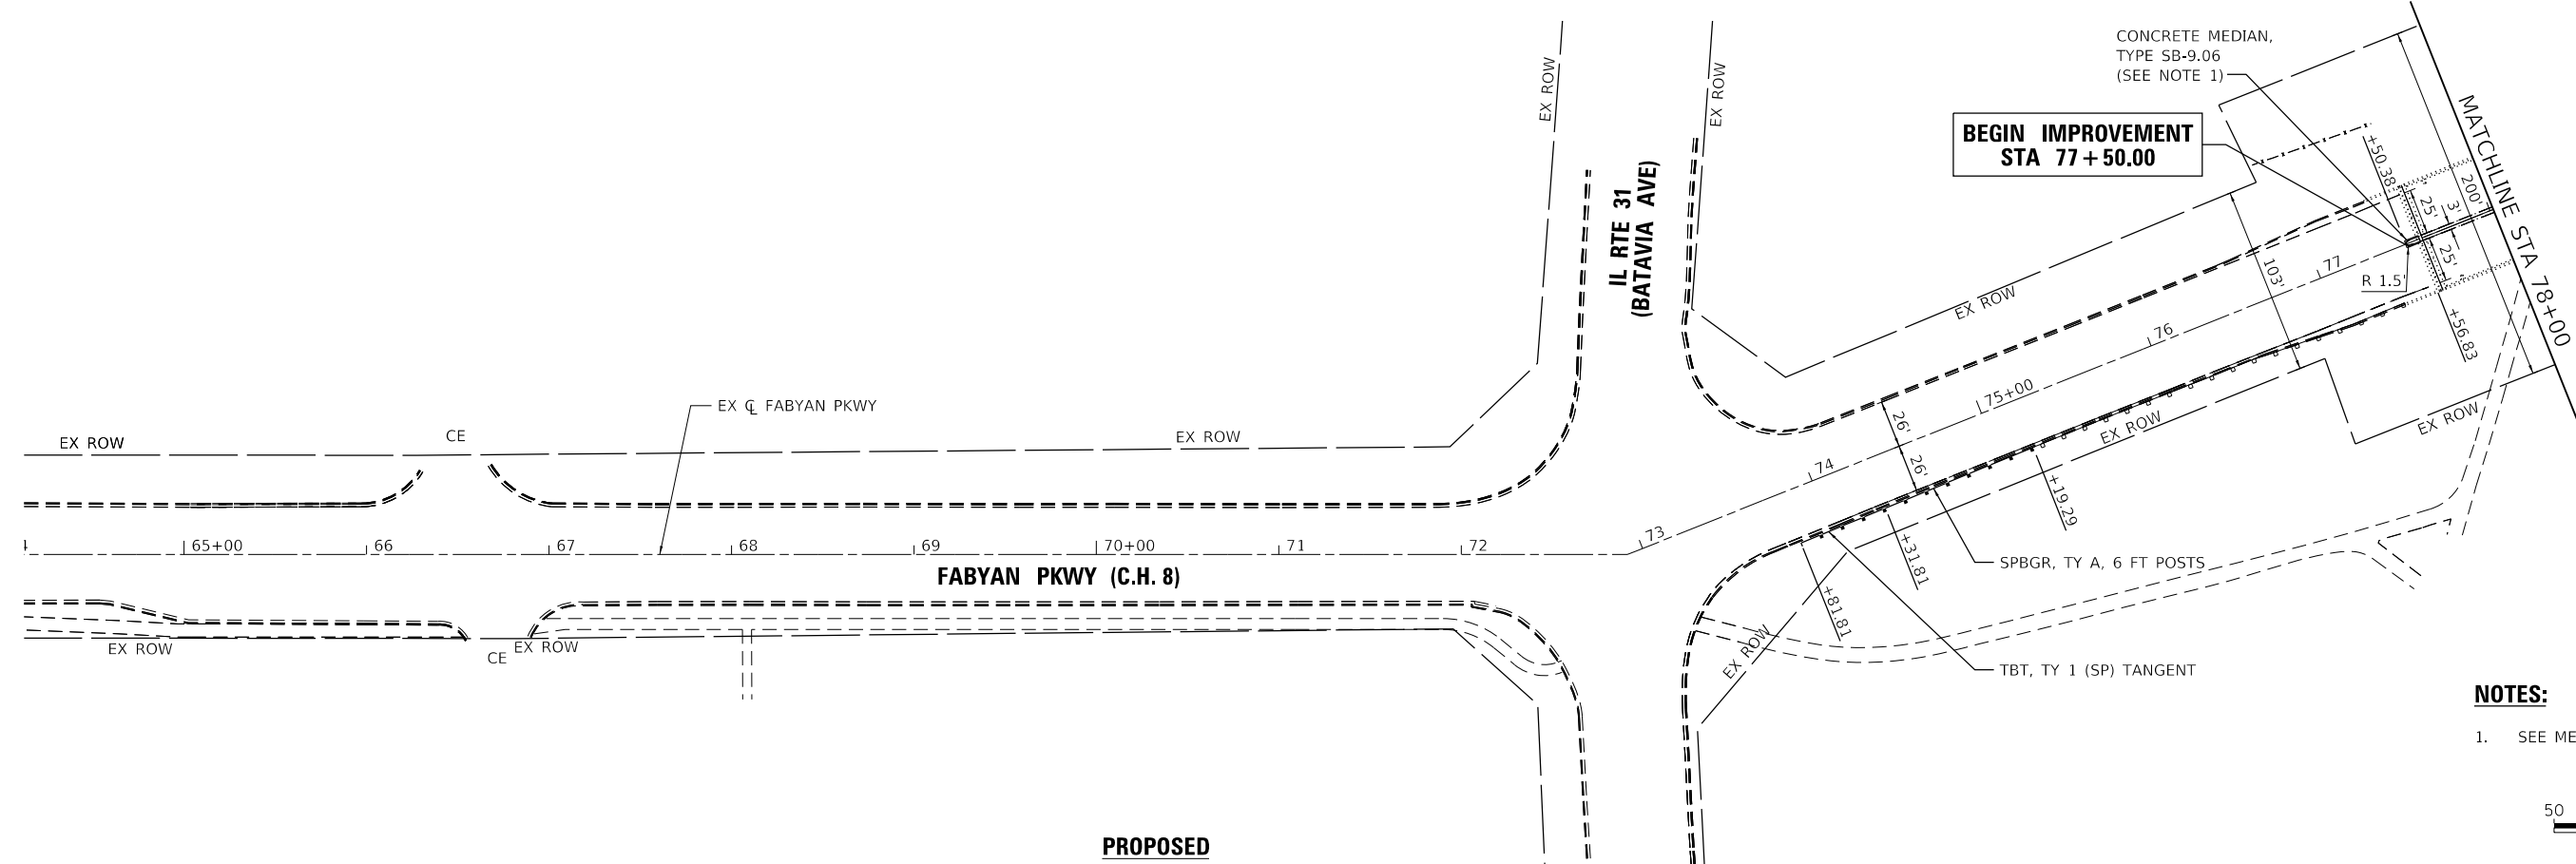 CONCRETE MEDIAN,
TYPE SB-9.06
(SEE NOTE 1)
BEGIN IMPROVEMENT
STA 77+50.00
MATCHLINE STA 78+00
EX ROW
EX ROW
IL RTE 31
(BATAVIA AVE)
+50.38
200'
25'
3'
25'
103'
R 1.5'
+56.83
EX ROW
77
76
75+00
74
73
26'
26'
EX ROW
EX ROW
+19.29
+31.81
+81.81
SPBGR, TY A, 6 FT POSTS
TBT, TY 1 (SP) TANGENT
EX ROW
EX ℄ FABYAN PKWY
EX ROW
CE
EX ROW
65+00
66
67
68
69
70+00
71
72
FABYAN PKWY (C.H. 8)
EX ROW
CE
EX ROW
PROPOSED
NOTES:
1. SEE ME
50